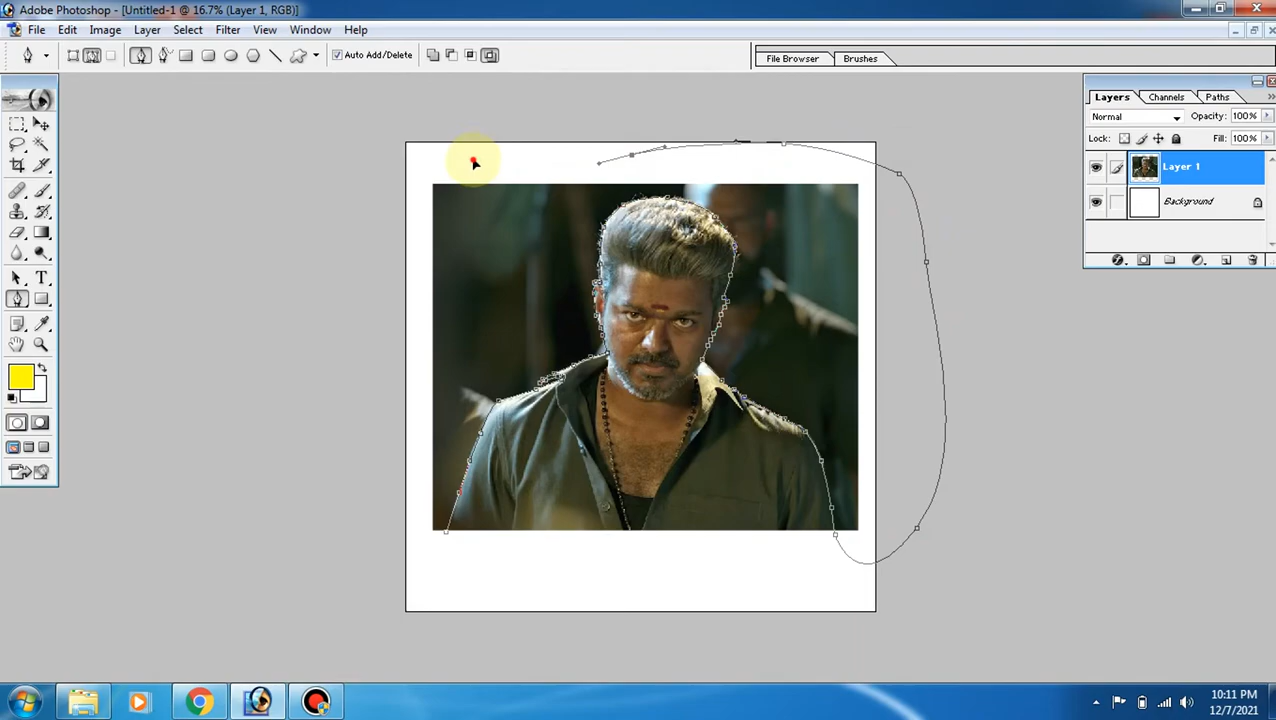 Adobe Photoshop - [Untitled-1 @ 16.7% (Layer 1, RGB)]
File Edit Image Layer Select Filter View Window Help
Auto Add/Delete
File Browser Brushes
Layers Channels Paths
Normal Opacity: 100%
Lock: Fill: 100%
Layer 1
Background
10:11 PM
12/7/2021